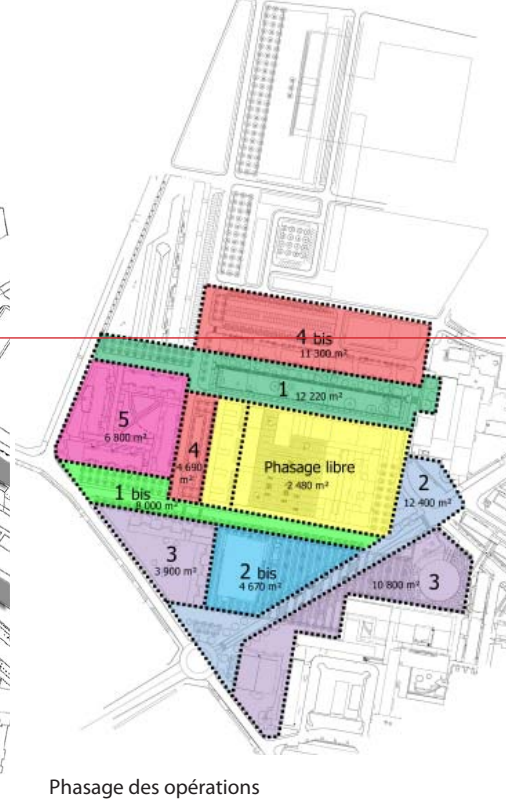 4 bis
11 300 m²
1 12 220 m²
5
6 800 m²
4
4 690
m²
Phasage libre
2 480 m²
2
12 400 m²
1 bis
8 000 m²
3
3 900 m²
2 bis
4 670 m²
10 800 m² 3
Phasage des opérations